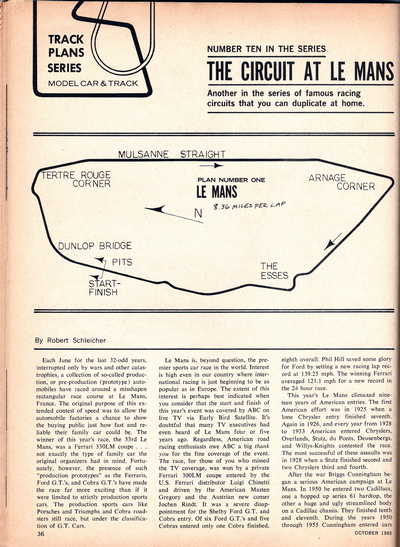 TRACK
PLANS
SERIES
MODEL CAR & TRACK
NUMBER TEN IN THE SERIES
THE CIRCUIT AT LE MANS
Another in the series of famous racing
circuits that you can duplicate at home.
MULSANNE STRAIGHT
TERTRE ROUGE
CORNER
PLAN NUMBER ONE
LE MANS
8.36 MILES PER LAP
N
ARNAGE
CORNER
DUNLOP BRIDGE
PITS
START-
FINISH
THE
ESSES
By Robert Schleicher
Each June for the last 32-odd years,
interrupted only by wars and other catas-
trophies, a collection of so-called produc-
tion, or pre-production (prototype) auto-
mobiles have raced around a misshapen
rectangular race course at Le Mans,
France. The original purpose of this ex-
tended contest of speed was to allow the
automobile factories a chance to show
the buying public just how fast and re-
liable their family car could be. The
winner of this year's race, the 33rd Le
Mans, was a Ferrari 330LM coupe . . .
not exactly the type of family car the
original organizers had in mind. Fortu-
nately, however, the presence of such
"production prototypes" as the Ferraris,
Ford G.T.'s, and Cobra G.T.'s have made
the race far more exciting than if it
were limited to strictly production sports
cars. The production sports cars like
Porsches and Triumphs and Cobra road-
sters still race, but under the classifica-
tion of G.T. Cars.
Le Mans is, beyond question, the pre-
mier sports car race in the world. Interest
is high even in our country where inter-
national racing is just beginning to be as
popular as in Europe. The extent of this
interest is perhaps best indicated when
you consider that the start and finish of
this year's event was covered by ABC on
live TV via Early Bird Satellite. It's
doubtful that many TV executives had
even heard of Le Mans four or five
years ago. Regardless, American road
racing enthusiasts owe ABC a big thank
you for the fine coverage of the event.
The race, for those of you who missed
the TV coverage, was won by a private
Ferrari 300LM coupe entered by the
U.S. Ferrari distributor Luigi Chinetti
and driven by the American Masten
Gregory and the Austrian new comer
Jochen Rindt. It was a severe disap-
pointment for the Shelby Ford G.T. and
Cobra entry. Of six Ford G.T.'s and five
Cobras entered only one Cobra finished,
eighth overall. Phil Hill saved some glory
for Ford by setting a new racing lap rec-
ord at 139.25 mph. The winning Ferrari
averaged 121.1 mph for a new record in
the 24 hour race.
This year's Le Mans climaxed nine-
teen years of American entries. The first
American effort was in 1925 when a
lone Chrysler entry finished seventh.
Again in 1926, and every year from 1928
to 1933 American entered Chryslers,
Overlands, Stutz, du Ponts, Deusenbergs,
and Willys-Knights contested the race.
The most successful of these assaults was
in 1928 when a Stutz finished second and
two Chryslers third and fourth.
After the war Briggs Cunningham be-
gan a serious American campaign at Le
Mans. In 1950 he entered two Cadillacs,
one a hopped up series 61 hardtop, the
other a huge and ugly streamlined body
on a Cadillac chassis. They finished tenth
and eleventh. During the years 1950
through 1955 Cunningham entered cars
36
OCTOBER 1965